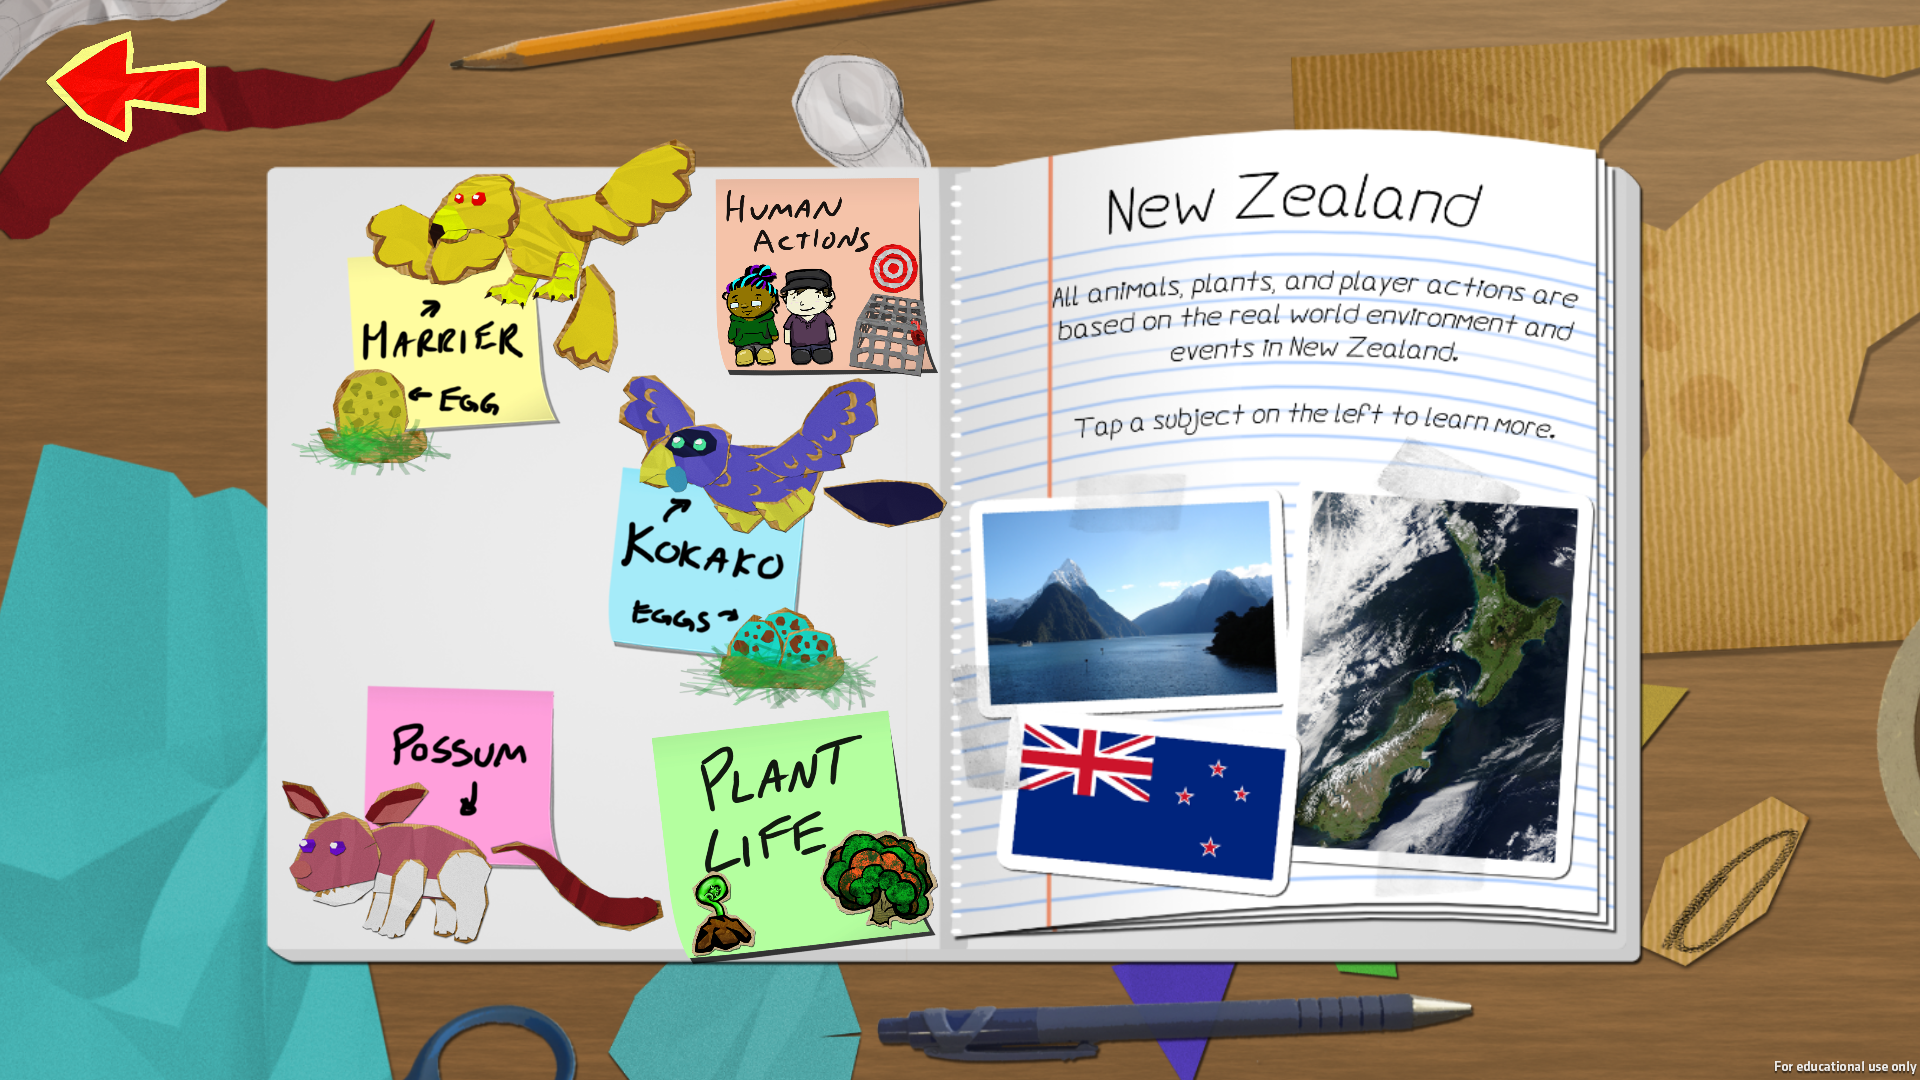 HUMAN
ACTIONS
HARRIER
EGG
KOKAKO
EGGS
POSSUM
PLANT
LIFE
New Zealand
All animals, plants, and player actions are
based on the real world environment and
events in New Zealand.
Tap a subject on the left to learn more.
For educational use only